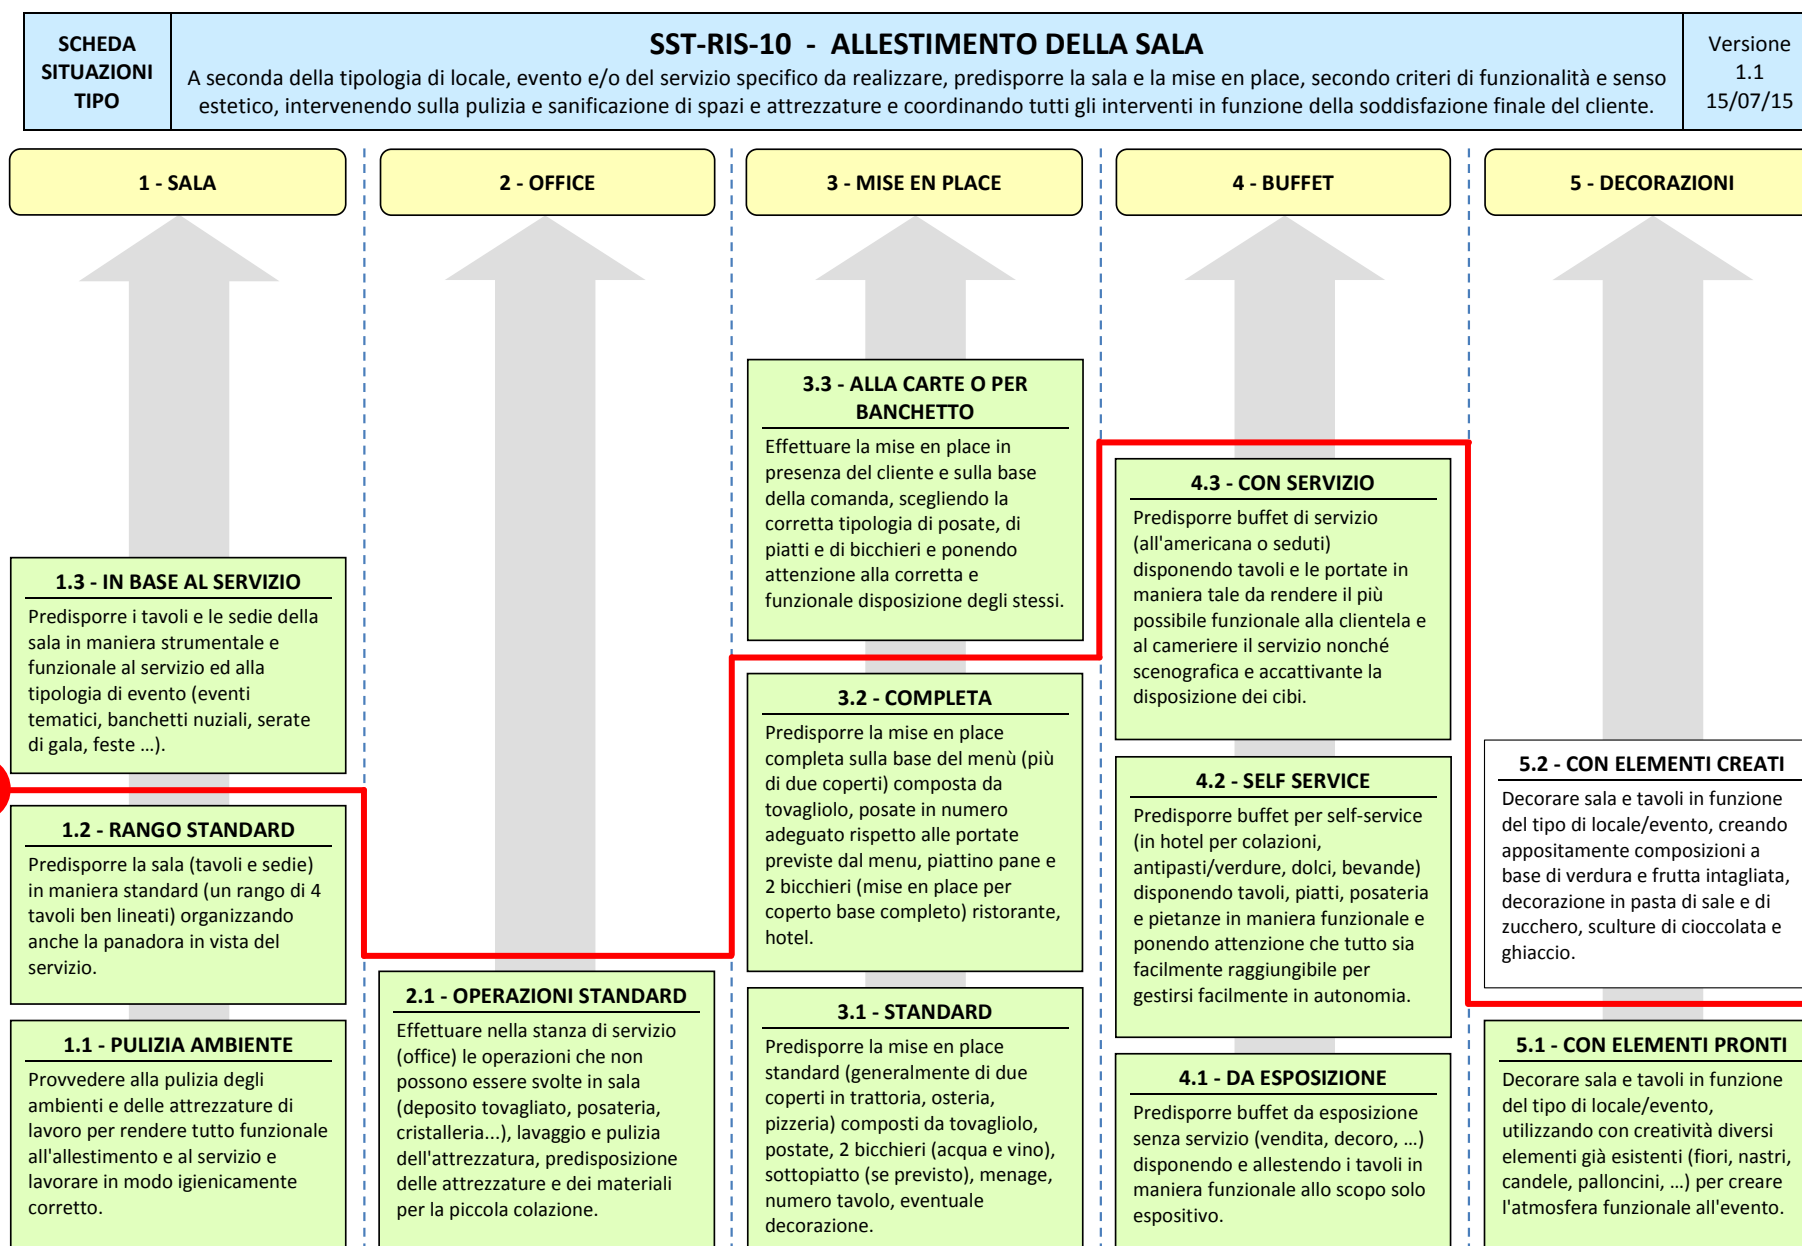 SCHEDA
SITUAZIONI
TIPO
SST-RIS-10 - ALLESTIMENTO DELLA SALA
A seconda della tipologia di locale, evento e/o del servizio specifico da realizzare, predisporre la sala e la mise en place, secondo criteri di funzionalità e senso
estetico, intervenendo sulla pulizia e sanificazione di spazi e attrezzature e coordinando tutti gli interventi in funzione della soddisfazione finale del cliente.
Versione
1.1
15/07/15
1 - SALA
2 - OFFICE
3 - MISE EN PLACE
4 - BUFFET
5 - DECORAZIONI
1.3 - IN BASE AL SERVIZIO
Predisporre i tavoli e le sedie della
sala in maniera strumentale e
funzionale al servizio ed alla
tipologia di evento (eventi
tematici, banchetti nuziali, serate
di gala, feste …).
1.2 - RANGO STANDARD
Predisporre la sala (tavoli e sedie)
in maniera standard (un rango di 4
tavoli ben lineati) organizzando
anche la panadora in vista del
servizio.
1.1 - PULIZIA AMBIENTE
Provvedere alla pulizia degli
ambienti e delle attrezzature di
lavoro per rendere tutto funzionale
all'allestimento e al servizio e
lavorare in modo igienicamente
corretto.
2.1 - OPERAZIONI STANDARD
Effettuare nella stanza di servizio
(office) le operazioni che non
possono essere svolte in sala
(deposito tovagliato, posateria,
cristalleria...), lavaggio e pulizia
dell'attrezzatura, predisposizione
delle attrezzature e dei materiali
per la piccola colazione.
3.3 - ALLA CARTE O PER
BANCHETTO
Effettuare la mise en place in
presenza del cliente e sulla base
della comanda, scegliendo la
corretta tipologia di posate, di
piatti e di bicchieri e ponendo
attenzione alla corretta e
funzionale disposizione degli stessi.
3.2 - COMPLETA
Predisporre la mise en place
completa sulla base del menù (più
di due coperti) composta da
tovagliolo, posate in numero
adeguato rispetto alle portate
previste dal menu, piattino pane e
2 bicchieri (mise en place per
coperto base completo) ristorante,
hotel.
3.1 - STANDARD
Predisporre la mise en place
standard (generalmente di due
coperti in trattoria, osteria,
pizzeria) composti da tovagliolo,
postate, 2 bicchieri (acqua e vino),
sottopiatto (se previsto), menage,
numero tavolo, eventuale
decorazione.
4.3 - CON SERVIZIO
Predisporre buffet di servizio
(all'americana o seduti)
disponendo tavoli e le portate in
maniera tale da rendere il più
possibile funzionale alla clientela e
al cameriere il servizio nonché
scenografica e accattivante la
disposizione dei cibi.
4.2 - SELF SERVICE
Predisporre buffet per self-service
(in hotel per colazioni,
antipasti/verdure, dolci, bevande)
disponendo tavoli, piatti, posateria
e pietanze in maniera funzionale e
ponendo attenzione che tutto sia
facilmente raggiungibile per
gestirsi facilmente in autonomia.
4.1 - DA ESPOSIZIONE
Predisporre buffet da esposizione
senza servizio (vendita, decoro, …)
disponendo e allestendo i tavoli in
maniera funzionale allo scopo solo
espositivo.
5.2 - CON ELEMENTI CREATI
Decorare sala e tavoli in funzione
del tipo di locale/evento, creando
appositamente composizioni a
base di verdura e frutta intagliata,
decorazione in pasta di sale e di
zucchero, sculture di cioccolata e
ghiaccio.
5.1 - CON ELEMENTI PRONTI
Decorare sala e tavoli in funzione
del tipo di locale/evento,
utilizzando con creatività diversi
elementi già esistenti (fiori, nastri,
candele, palloncini, …) per creare
l'atmosfera funzionale all'evento.